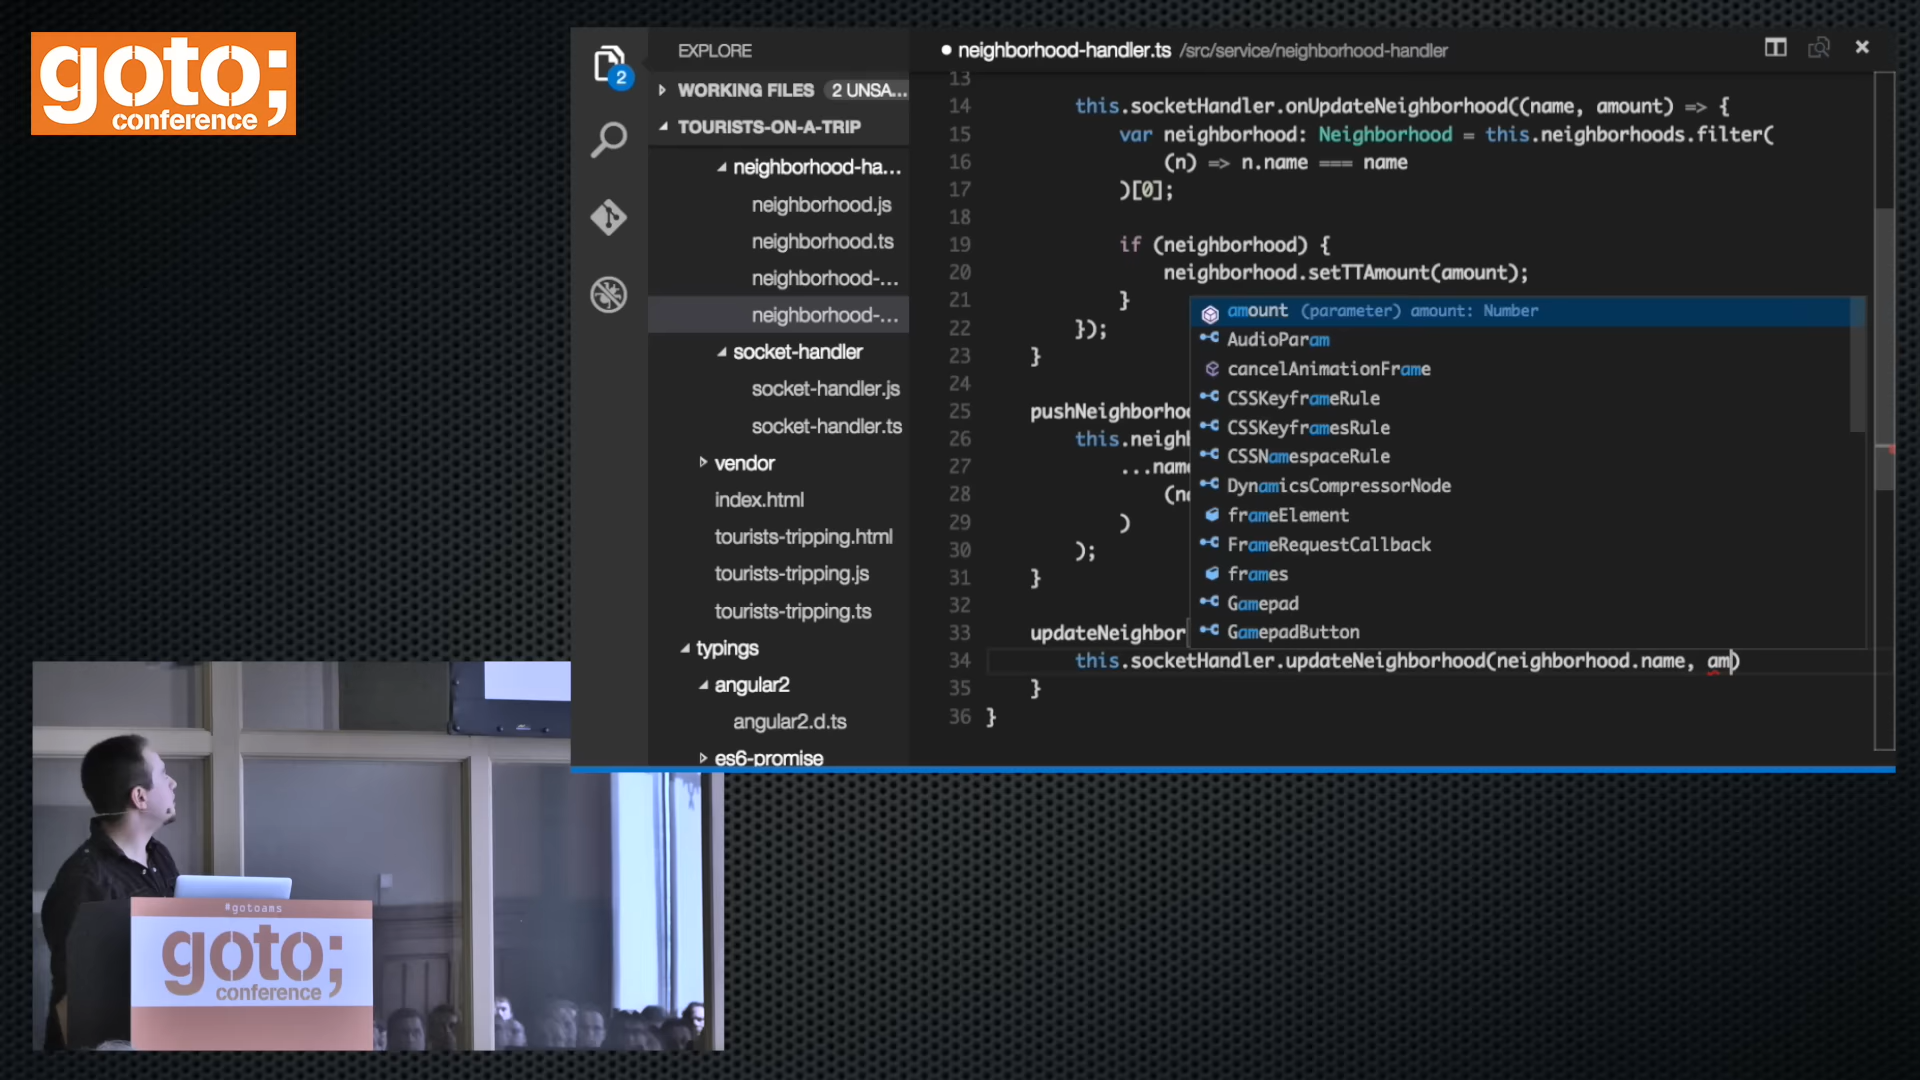 goto;
conference
EXPLORE
WORKING FILES 2 UNSA...
TOURISTS-ON-A-TRIP
neighborhood-ha...
neighborhood.js
neighborhood.ts
neighborhood-...
neighborhood-...
socket-handler
socket-handler.js
socket-handler.ts
vendor
index.html
tourists-tripping.html
tourists-tripping.js
tourists-tripping.ts
typings
angular2
angular2.d.ts
es6-promise
2
neighborhood-handler.ts /src/service/neighborhood-handler
13
14 this.socketHandler.onUpdateNeighborhood((name, amount) => {
15 var neighborhood: Neighborhood = this.neighborhoods.filter(
16 (n) => n.name === name
17 )[0];
18
19 if (neighborhood) {
20 neighborhood.setTTAmount(amount);
21 }
22 });
23 }
24
25 pushNeighborhoo
26 this.neigh
27 ...name
28 (na
29 )
30 );
31 }
32
33 updateNeighbor
34 this.socketHandler.updateNeighborhood(neighborhood.name, am)
35 }
36 }
amount (parameter) amount: Number
AudioParam
cancelAnimationFrame
CSSKeyframeRule
CSSKeyframesRule
CSSNamespaceRule
DynamicsCompressorNode
frameElement
FrameRequestCallback
frames
Gamepad
GamepadButton
#gotoams
goto;
conference